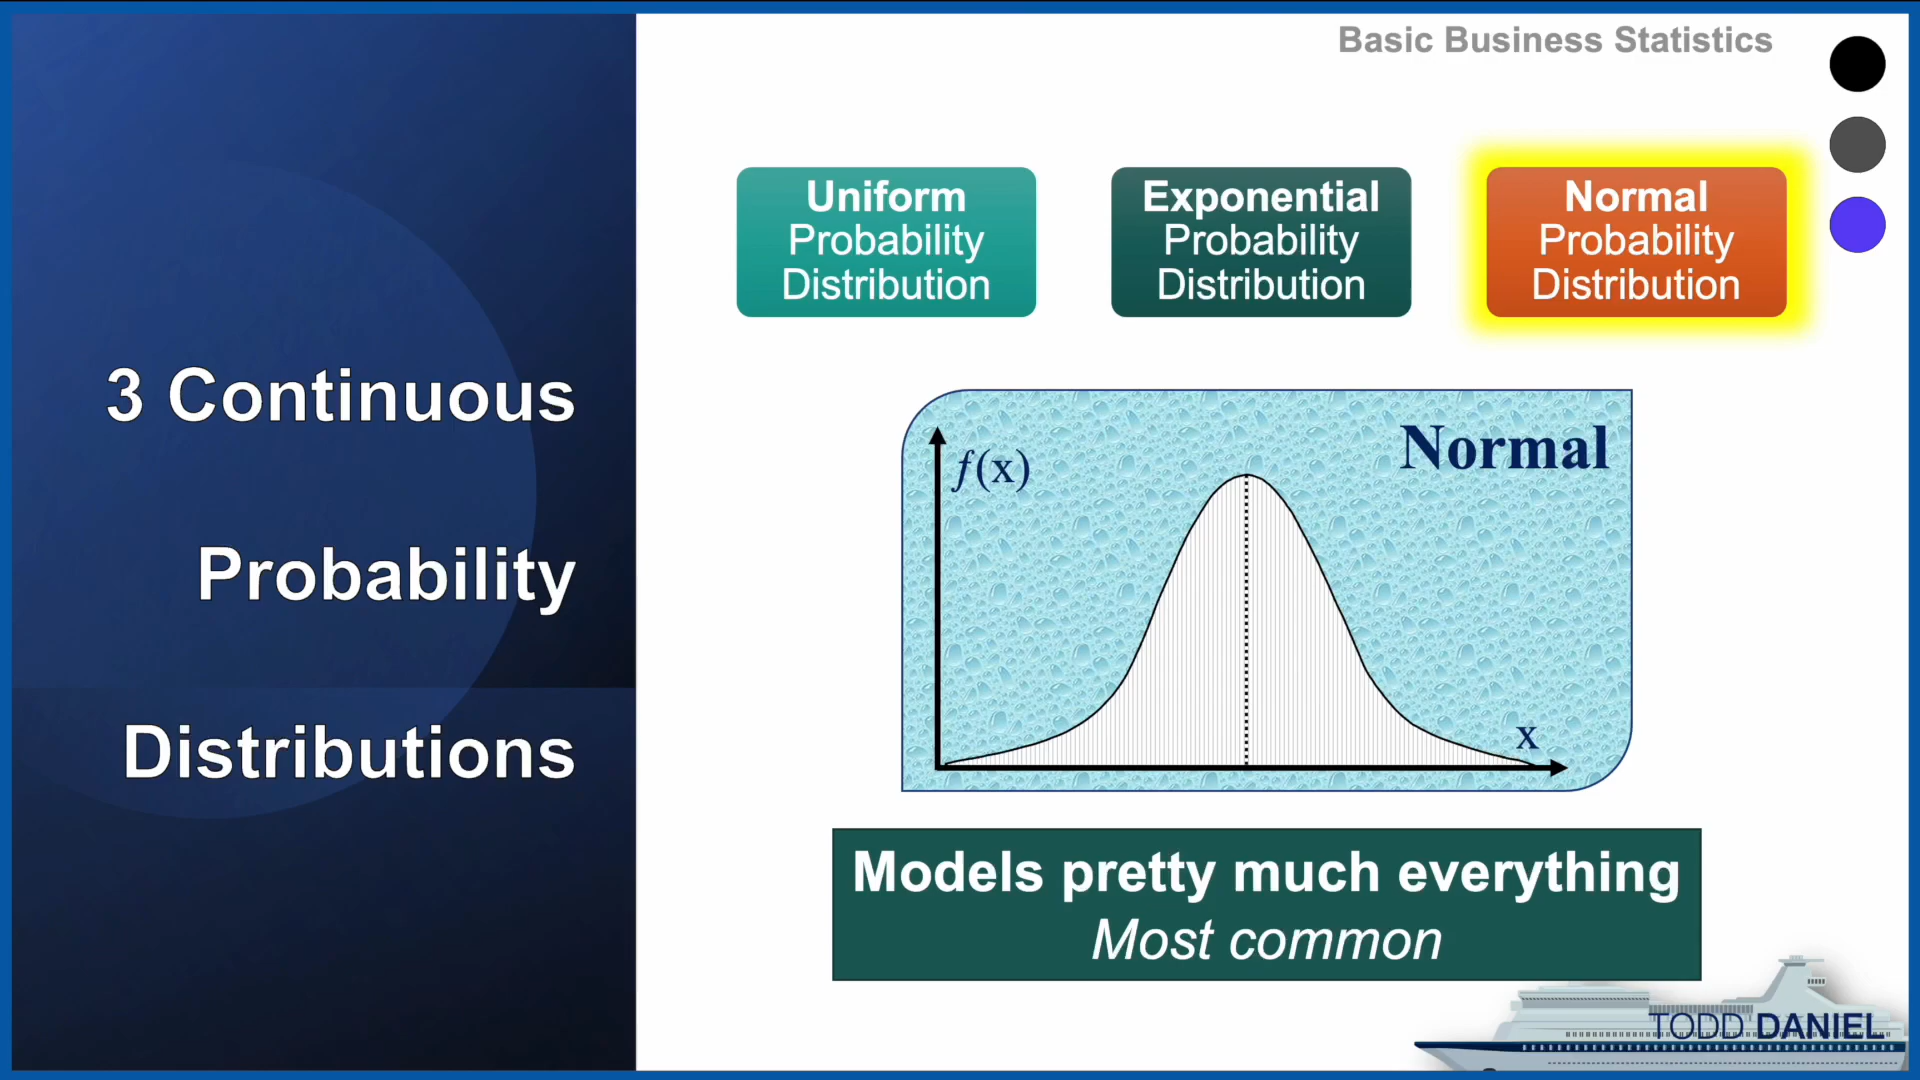 Basic Business Statistics
3 Continuous
Probability
Distributions
Uniform
Probability
Distribution
Exponential
Probability
Distribution
Normal
Probability
Distribution
Normal
f(x)
x
Models pretty much everything
Most common
TODD DANIEL